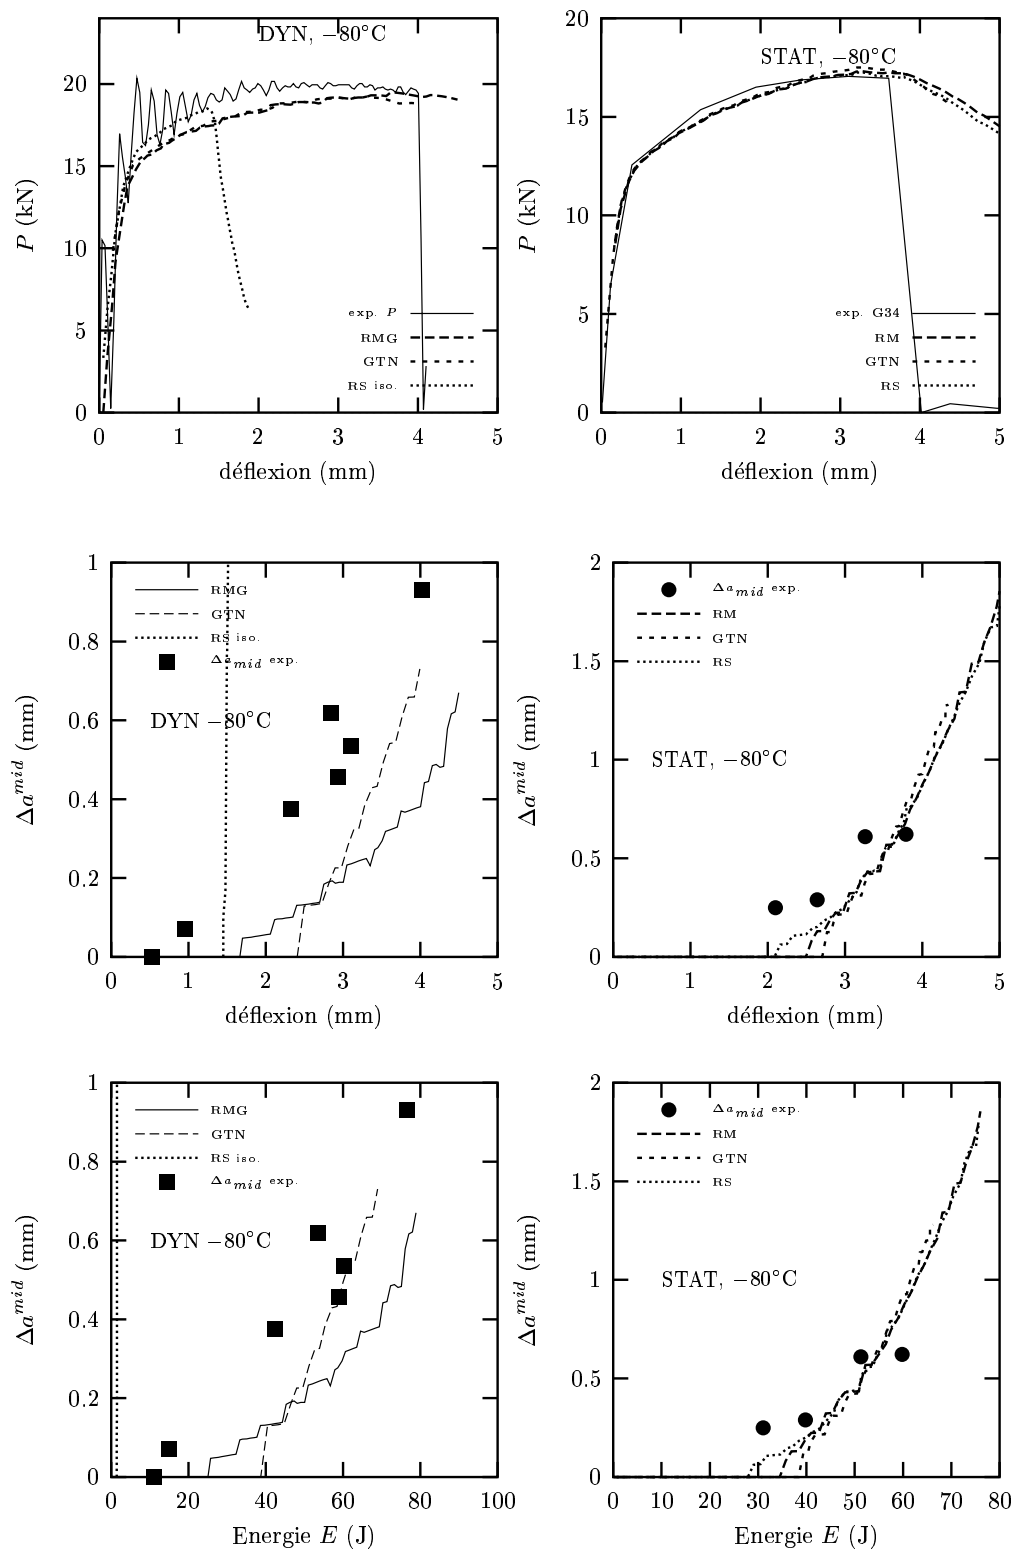 DYN, −80°C
P (kN)
20
15
10
5
0
exp. P
RMG
GTN
RS iso.
0 1 2 3 4 5
déflexion (mm)
STAT, −80°C
P (kN)
20
15
10
5
0
exp. G34
RM
GTN
RS
0 1 2 3 4 5
déflexion (mm)
Δa^mid (mm)
1
0.8
0.6
0.4
0.2
0
RMG
GTN
RS iso.
Δa_mid exp.
DYN −80°C
0 1 2 3 4 5
déflexion (mm)
Δa^mid (mm)
2
1.5
1
0.5
0
Δa_mid exp.
RM
GTN
RS
STAT, −80°C
0 1 2 3 4 5
déflexion (mm)
Δa^mid (mm)
1
0.8
0.6
0.4
0.2
0
RMG
GTN
RS iso.
Δa_mid exp.
DYN −80°C
0 20 40 60 80 100
Energie E (J)
Δa^mid (mm)
2
1.5
1
0.5
0
Δa_mid exp.
RM
GTN
RS
STAT, −80°C
0 10 20 30 40 50 60 70 80
Energie E (J)